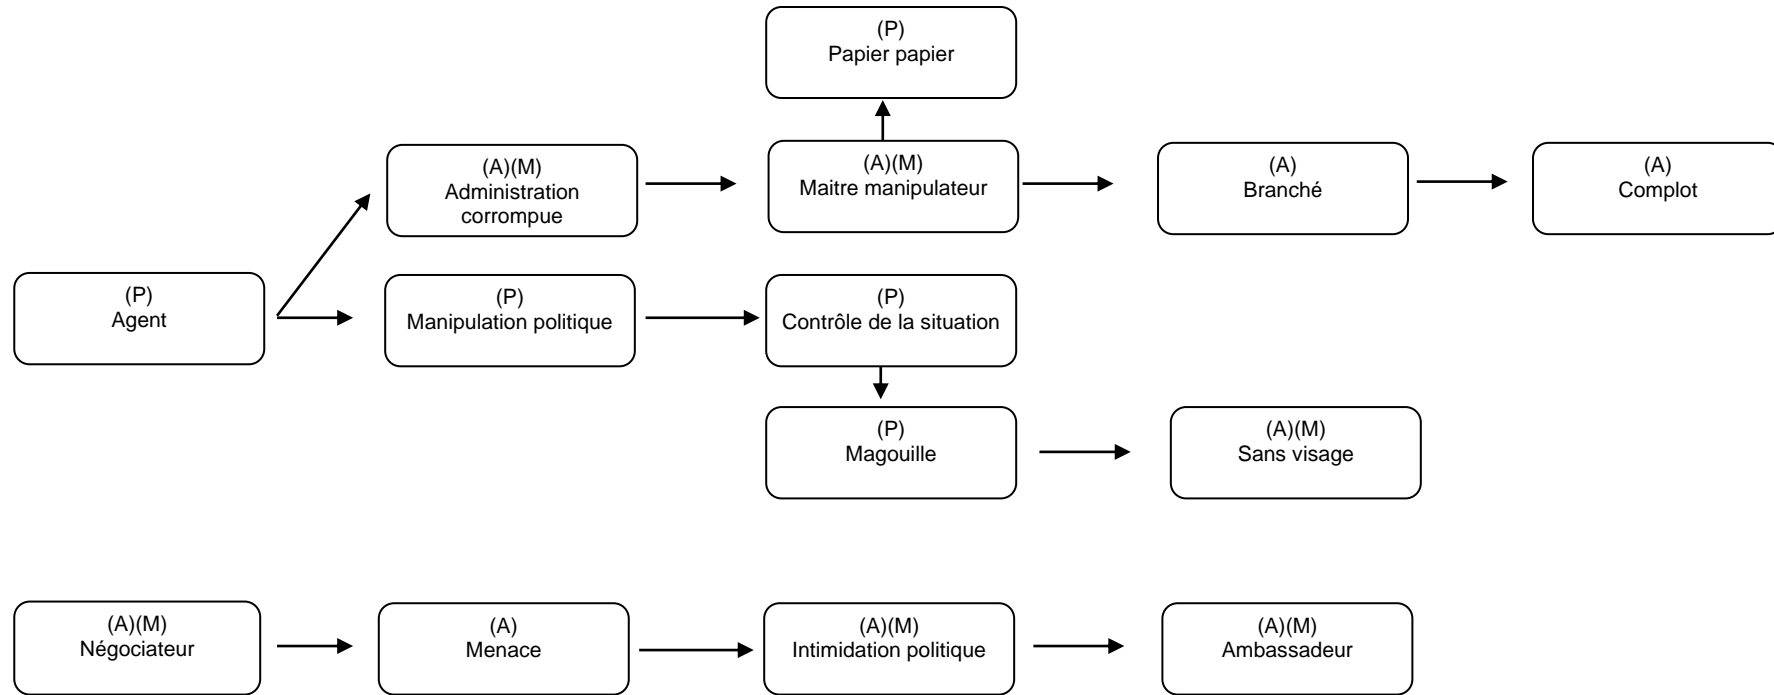 (P)
Papier papier
(A)(M)
Administration
corrompue
(A)(M)
Maitre manipulateur
(A)
Branché
(A)
Complot
(P)
Agent
(P)
Manipulation politique
(P)
Contrôle de la situation
(P)
Magouille
(A)(M)
Sans visage
(A)(M)
Négociateur
(A)
Menace
(A)(M)
Intimidation politique
(A)(M)
Ambassadeur